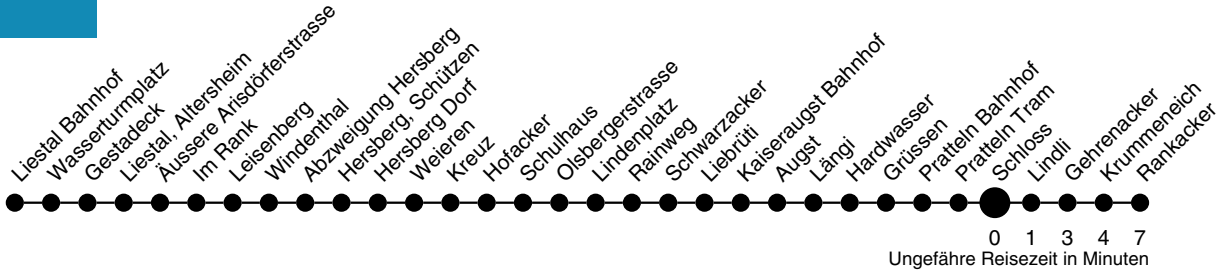 Liestal Bahnhof
Wasserturmplatz
Gestadeck
Liestal, Altersheim
Äussere Arisdörferstrasse
Im Rank
Leisenberg
Windenthal
Abzweigung Hersberg
Hersberg, Schützen
Hersberg Dorf
Weieren
Kreuz
Hofacker
Schulhaus
Olsbergerstrasse
Lindenplatz
Rainweg
Schwarzacker
Liebrüti
Kaiseraugst Bahnhof
Augst
Längi
Hardwasser
Grüssen
Pratteln Bahnhof
Pratteln Tram
Schloss
Lindli
Gehrenacker
Krummeneich
Rankacker
0 1 3 4 7
Ungefähre Reisezeit in Minuten